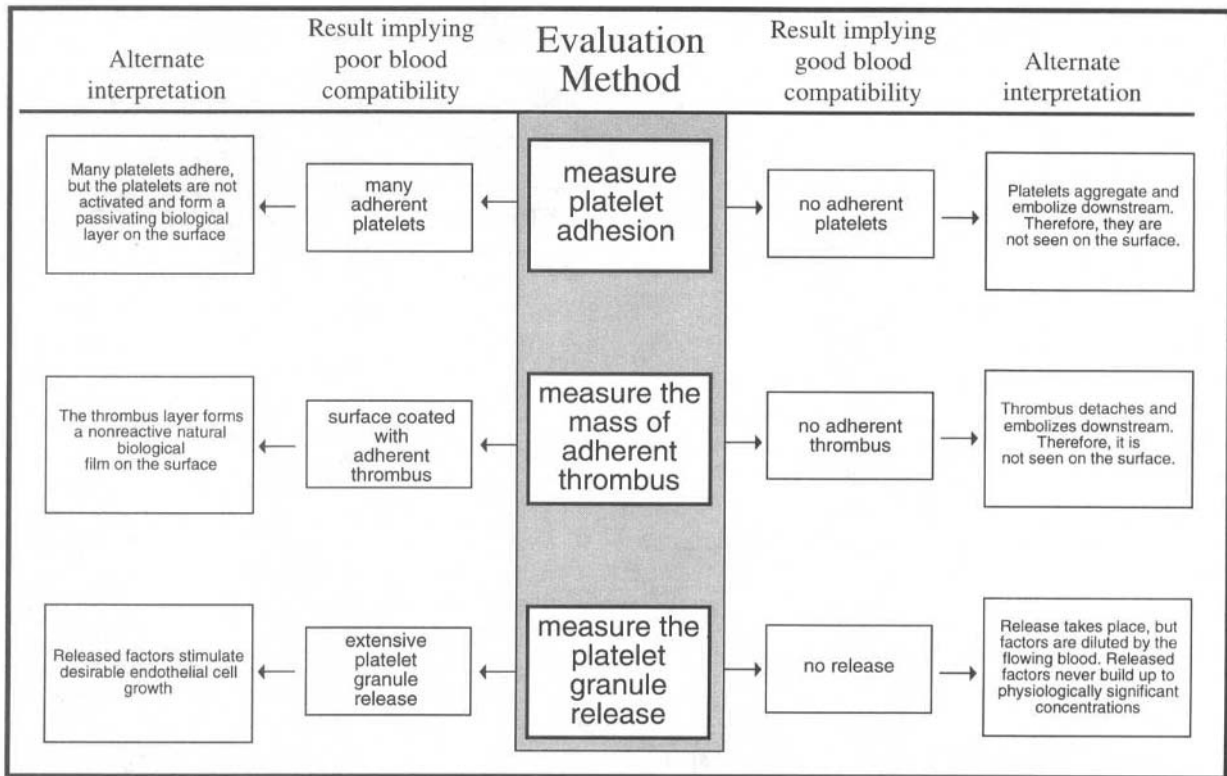 Alternate
interpretation
Result implying
poor blood
compatibility
Evaluation
Method
Result implying
good blood
compatibility
Alternate
interpretation
Many platelets adhere,
but the platelets are not
activated and form a
passivating biological
layer on the surface
many
adherent
platelets
measure
platelet
adhesion
no adherent
platelets
Platelets aggregate and
embolize downstream.
Therefore, they are
not seen on the surface.
The thrombus layer forms
a nonreactive natural
biological
film on the surface
surface coated
with
adherent
thrombus
measure the
mass of
adherent
thrombus
no adherent
thrombus
Thrombus detaches and
embolizes downstream.
Therefore, it is
not seen on the surface.
Released factors stimulate
desirable endothelial cell
growth
extensive
platelet
granule
release
measure the
platelet
granule
release
no release
Release takes place, but
factors are diluted by the
flowing blood. Released
factors never build up to
physiologically significant
concentrations